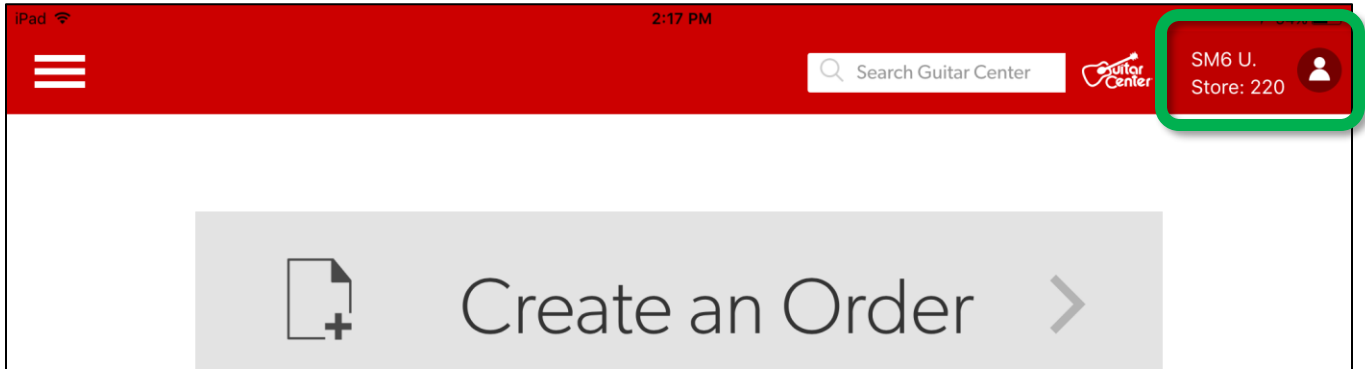 iPad
2:17 PM
Search Guitar Center
Guitar
Center
SM6 U.
Store: 220
Create an Order